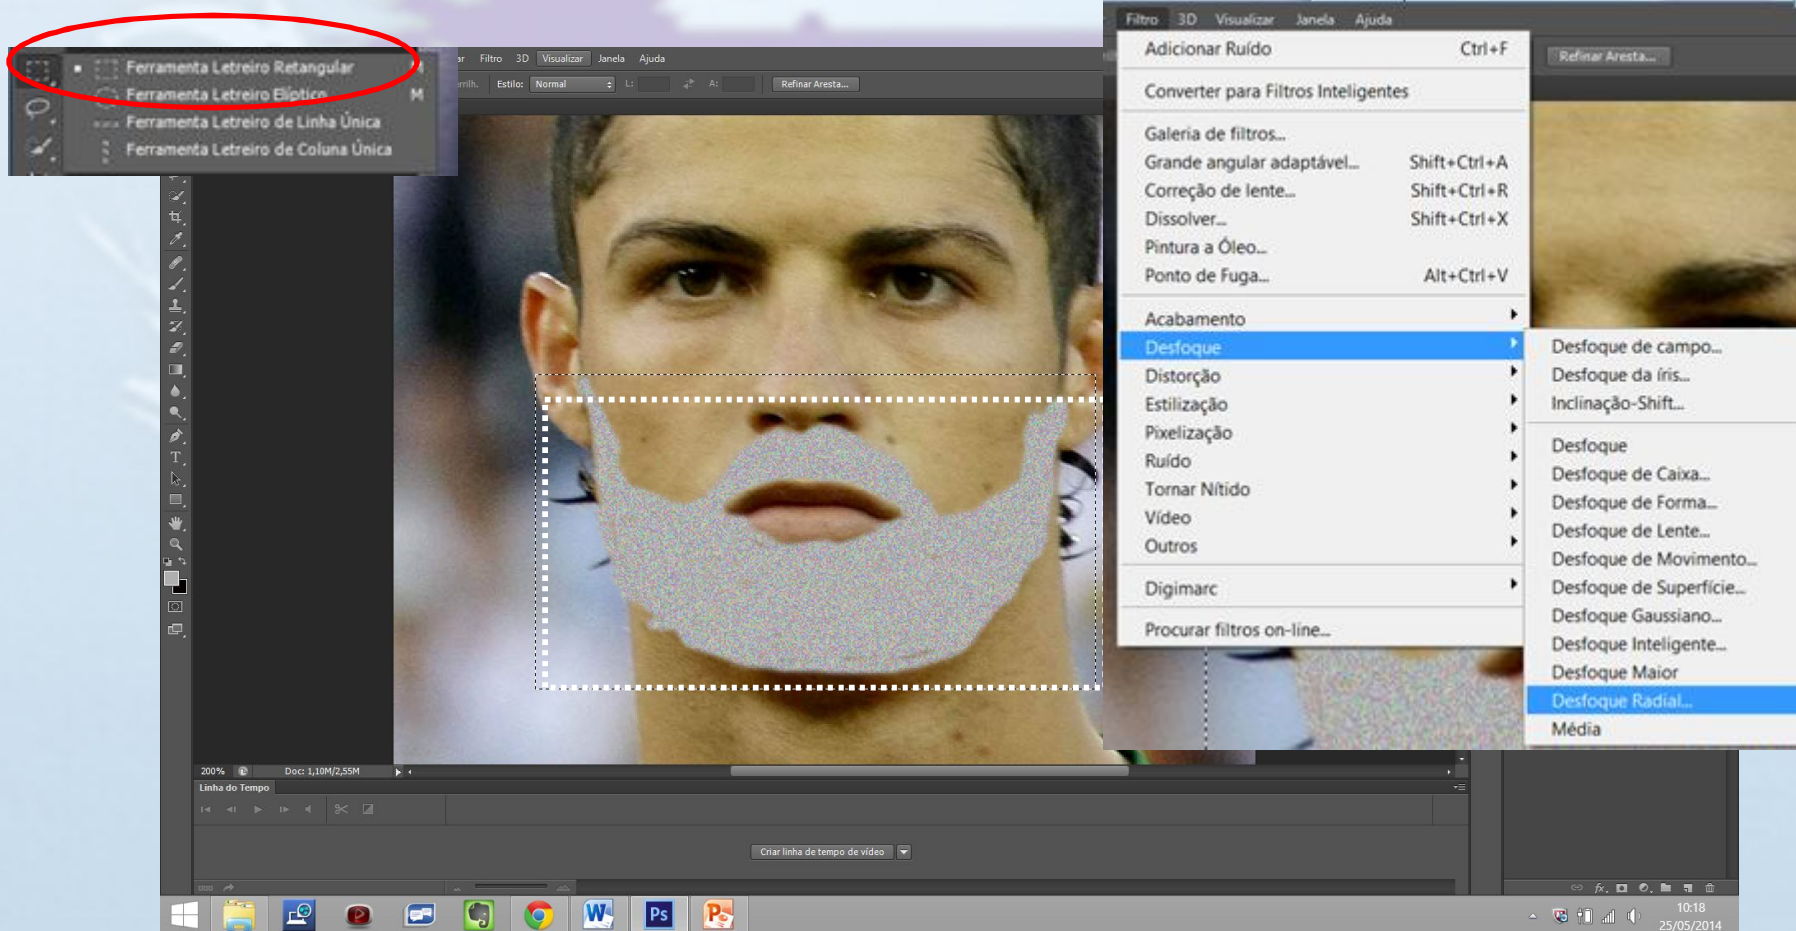 Ferramenta Letreiro Retangular
Ferramenta Letreiro Elíptico M
Ferramenta Letreiro de Linha Única
Ferramenta Letreiro de Coluna Única
Filtro 3D Visualizar Janela Ajuda
Estilo: Normal L: A: Refinar Aresta...
200% Doc: 1,10M/2,55M
Linha do Tempo
Criar linha de tempo de vídeo
Filtro 3D Visualizar Janela Ajuda
Refinar Aresta...
Adicionar Ruído Ctrl+F
Converter para Filtros Inteligentes
Galeria de filtros...
Grande angular adaptável... Shift+Ctrl+A
Correção de lente... Shift+Ctrl+R
Dissolver... Shift+Ctrl+X
Pintura a Óleo...
Ponto de Fuga... Alt+Ctrl+V
Acabamento
Desfoque
Distorção
Estilização
Pixelização
Ruído
Tornar Nítido
Vídeo
Outros
Digimarc
Procurar filtros on-line...
Desfoque de campo...
Desfoque da íris...
Inclinação-Shift...
Desfoque
Desfoque de Caixa...
Desfoque de Forma...
Desfoque de Lente...
Desfoque de Movimento...
Desfoque de Superfície...
Desfoque Gaussiano...
Desfoque Inteligente...
Desfoque Maior
Desfoque Radial...
Média
fx
W Ps P
10:18
25/05/2014